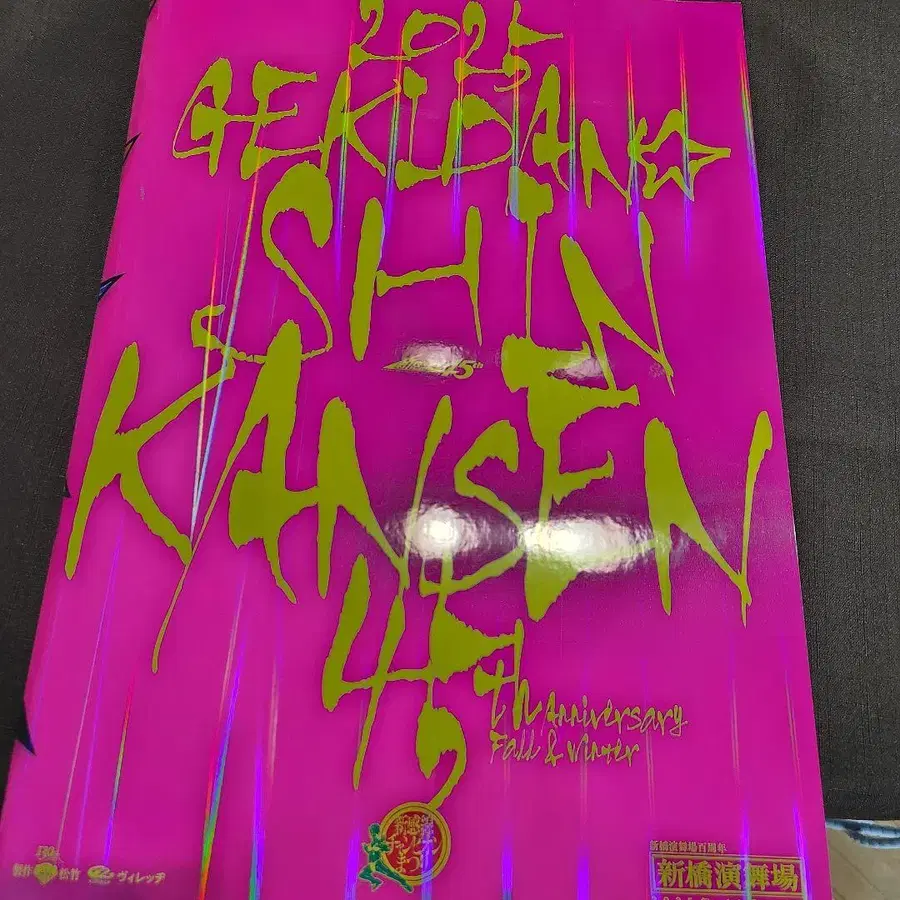 2025
GEKIDAN☆
SHIN
KANSEN
45th Anniversary
Fall & Winter
45th
製作 松竹 ヴィレッヂ
新橋演舞場百周年
新橋演舞場